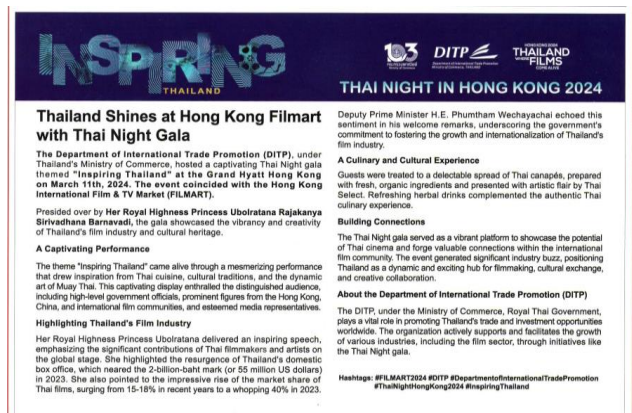 INSPIRING
THAILAND
103
DITP
Department of International Trade Promotion
Ministry of Commerce, THAILAND
HONG KONG 2024
THAILAND
WHERE FILMS
COME ALIVE
THAI NIGHT IN HONG KONG 2024
Thailand Shines at Hong Kong Filmart
with Thai Night Gala
The Department of International Trade Promotion (DITP), under
Thailand's Ministry of Commerce, hosted a captivating Thai Night gala
themed "Inspiring Thailand" at the Grand Hyatt Hong Kong
on March 11th, 2024. The event coincided with the Hong Kong
International Film & TV Market (FILMART).
Presided over by Her Royal Highness Princess Ubolratana Rajakanya
Sirivadhana Barnavadi, the gala showcased the vibrancy and creativity
of Thailand's film industry and cultural heritage.
A Captivating Performance
The theme "Inspiring Thailand" came alive through a mesmerizing performance
that drew inspiration from Thai cuisine, cultural traditions, and the dynamic
art of Muay Thai. This captivating display enthralled the distinguished audience,
including high-level government officials, prominent figures from the Hong Kong,
China, and international film communities, and esteemed media representatives.
Highlighting Thailand's Film Industry
Her Royal Highness Princess Ubolratana delivered an inspiring speech,
emphasizing the significant contributions of Thai filmmakers and artists on
the global stage. She highlighted the resurgence of Thailand's domestic
box office, which neared the 2-billion-baht mark (or 55 million US dollars)
in 2023. She also pointed to the impressive rise of the market share of
Thai films, surging from 15-18% in recent years to a whopping 40% in 2023.
Deputy Prime Minister H.E. Phumtham Wechayachai echoed this
sentiment in his welcome remarks, underscoring the government's
commitment to fostering the growth and internationalization of Thailand's
film industry.
A Culinary and Cultural Experience
Guests were treated to a delectable spread of Thai canapés, prepared
with fresh, organic ingredients and presented with artistic flair by Thai
Select. Refreshing herbal drinks complemented the authentic Thai
culinary experience.
Building Connections
The Thai Night gala served as a vibrant platform to showcase the potential
of Thai cinema and forge valuable connections within the international
film community. The event generated significant industry buzz, positioning
Thailand as a dynamic and exciting hub for filmmaking, cultural exchange,
and creative collaboration.
About the Department of International Trade Promotion (DITP)
The DITP, under the Ministry of Commerce, Royal Thai Government,
plays a vital role in promoting Thailand's trade and investment opportunities
worldwide. The organization actively supports and facilitates the growth
of various industries, including the film sector, through initiatives like
the Thai Night gala.
Hashtags: #FILMART2024 #DITP #DepartmentofInternationalTradePromotion
#ThaiNightHongKong2024 #InspiringThailand